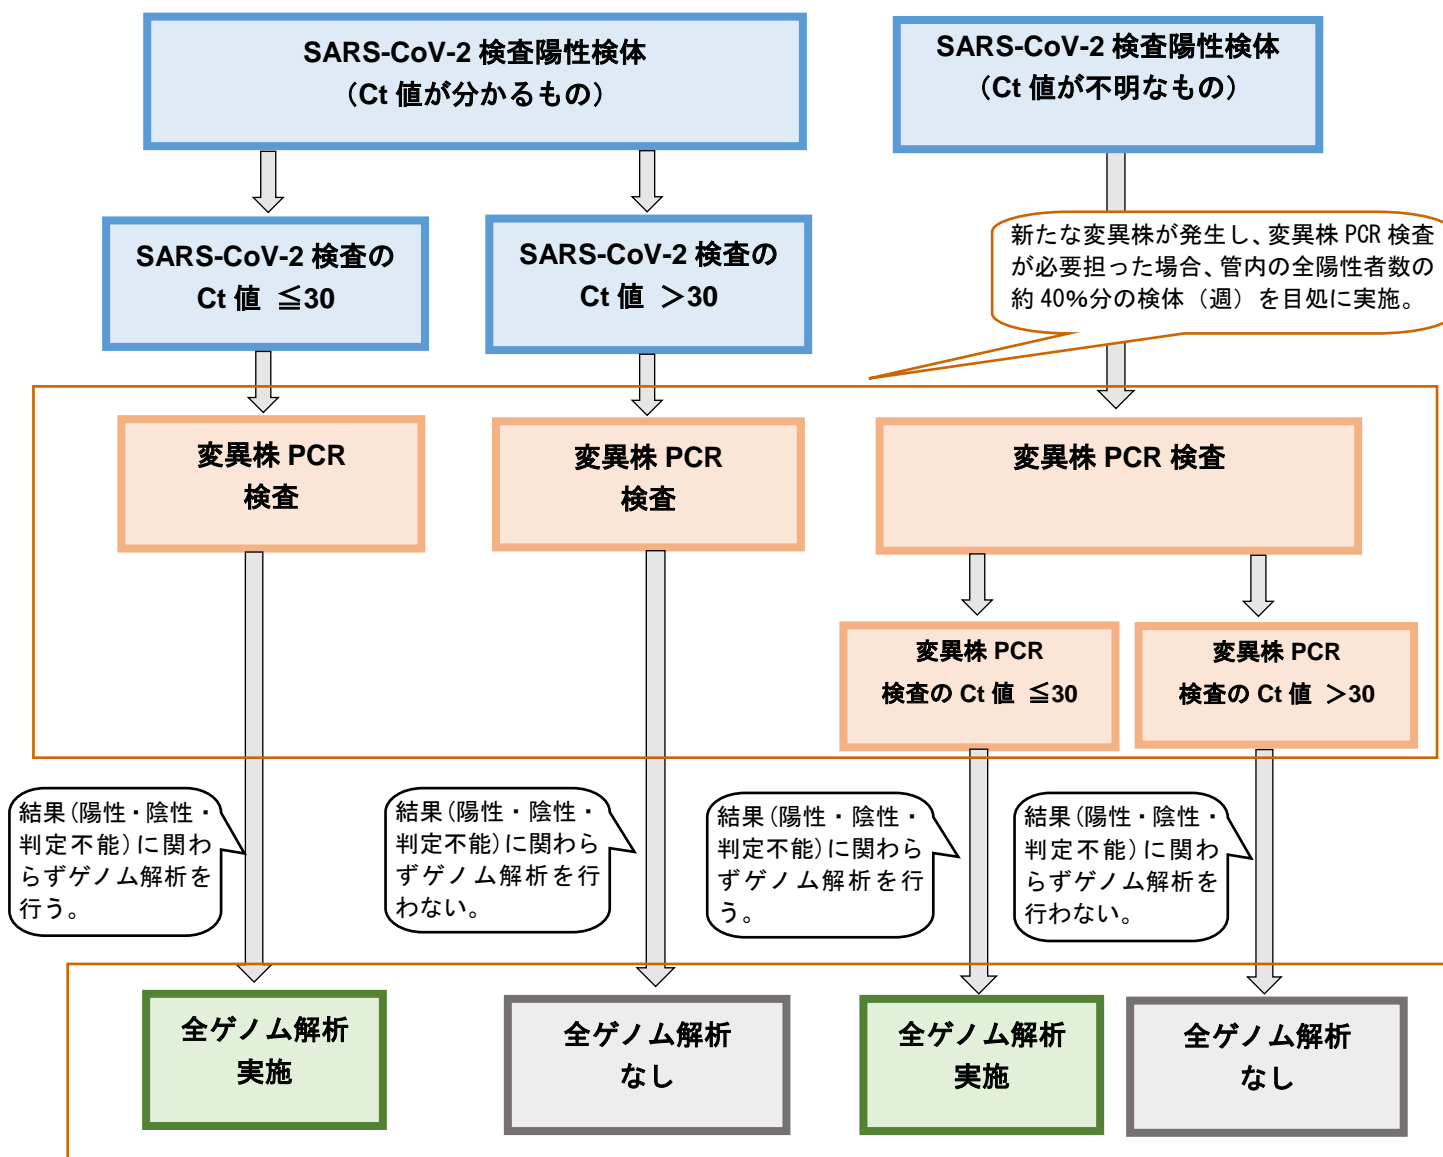 SARS-CoV-2 検査陽性検体
（Ct 値が分かるもの）
SARS-CoV-2 検査陽性検体
（Ct 値が不明なもの）
SARS-CoV-2 検査の
Ct 値 ≦30
SARS-CoV-2 検査の
Ct 値 ＞30
新たな変異株が発生し、変異株 PCR 検査
が必要担った場合、管内の全陽性者数の
約 40%分の検体（週）を目処に実施。
変異株 PCR
検査
変異株 PCR
検査
変異株 PCR 検査
変異株 PCR
検査の Ct 値 ≦30
変異株 PCR
検査の Ct 値 ＞30
結果（陽性・陰性・
判定不能）に関わ
らずゲノム解析を
行う。
結果（陽性・陰性・
判定不能）に関わら
ずゲノム解析を行
わない。
結果（陽性・陰性・
判定不能）に関わら
ずゲノム解析を行
う。
結果（陽性・陰性・
判定不能）に関わ
らずゲノム解析を
行わない。
全ゲノム解析
実施
全ゲノム解析
なし
全ゲノム解析
実施
全ゲノム解析
なし